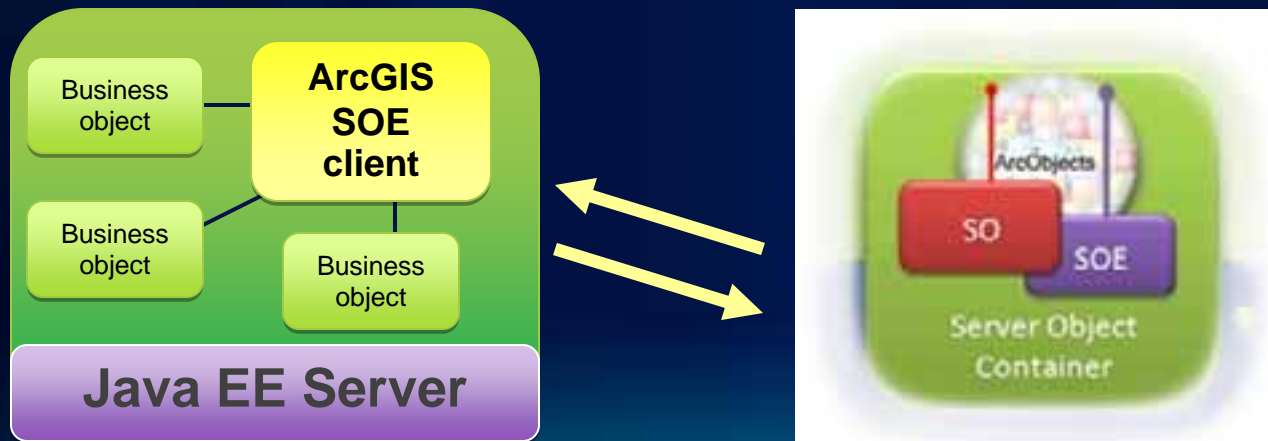 Business
object
ArcGIS
SOE
client
Business
object
Business
object
Java EE Server
ArcObjects
SO
SOE
Server Object
Container